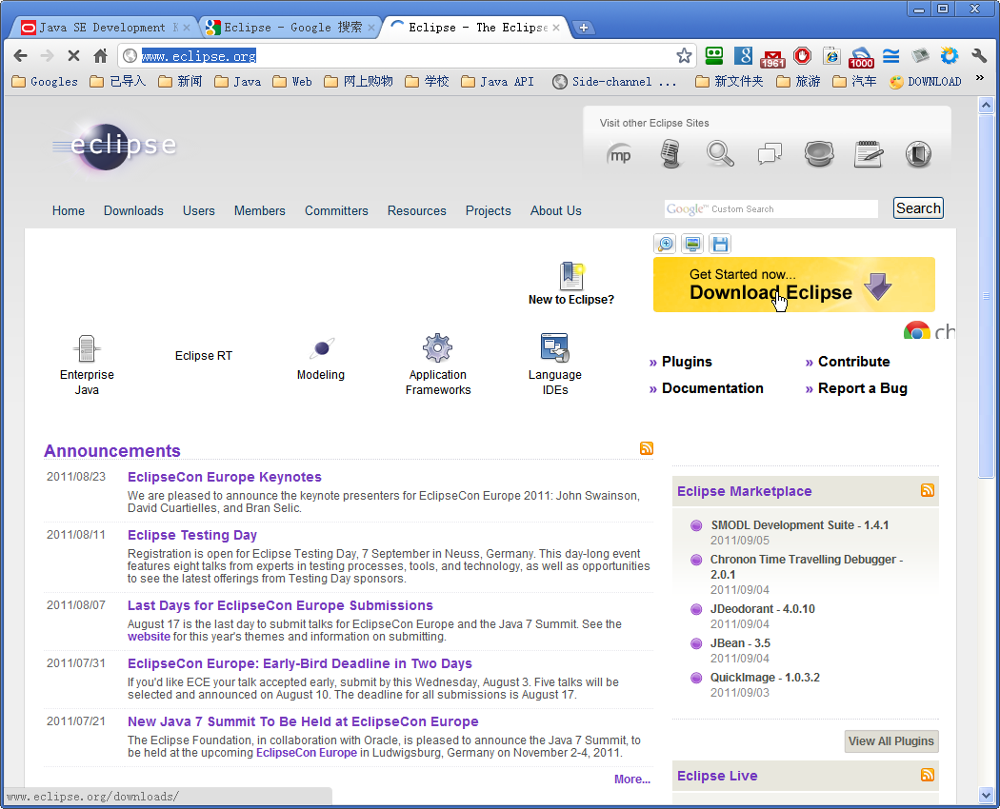 Java SE Development K
Eclipse - Google 搜索
Eclipse - The Ec
www.eclipse.org
1961
1000
Googles
已导入
新闻
Java
Web
网上购物
学校
Java API
Side-channel ...
新文件夹
旅游
汽车
DOWNLOAD
»
eclipse
Visit other Eclipse Sites
mp
Home
Downloads
Users
Members
Committers
Resources
Projects
About Us
Google™ Custom Search
Search
New to Eclipse?
Get Started now...
Download Eclipse
ch
Enterprise
Java
Eclipse RT
Modeling
Application
Frameworks
Language
IDEs
» Plugins
» Contribute
» Documentation
» Report a Bug
Announcements
2011/08/23
EclipseCon Europe Keynotes
We are pleased to announce the keynote presenters for EclipseCon Europe 2011: John Swainson,
David Cuartielles, and Bran Selic.
2011/08/11
Eclipse Testing Day
Registration is open for Eclipse Testing Day, 7 September in Neuss, Germany. This day-long event
features eight talks from experts in testing processes, tools, and technology, as well as opportunities
to see the latest offerings from Testing Day sponsors.
2011/08/07
Last Days for EclipseCon Europe Submissions
August 17 is the last day to submit talks for EclipseCon Europe and the Java 7 Summit. See the
website for this year's themes and information on submitting.
2011/07/31
EclipseCon Europe: Early-Bird Deadline in Two Days
If you'd like ECE your talk accepted early, submit by this Wednesday, August 3. Five talks will be
selected and announced on August 10. The deadline for all submissions is August 17.
2011/07/21
New Java 7 Summit To Be Held at EclipseCon Europe
The Eclipse Foundation, in collaboration with Oracle, is pleased to announce the Java 7 Summit, to
be held at the upcoming EclipseCon Europe in Ludwigsburg, Germany on November 2-4, 2011.
More...
Eclipse Marketplace
SMODL Development Suite - 1.4.1
2011/09/05
Chronon Time Travelling Debugger -
2.0.1
2011/09/04
JDeodorant - 4.0.10
2011/09/04
JBean - 3.5
2011/09/04
QuickImage - 1.0.3.2
2011/09/03
View All Plugins
Eclipse Live
www.eclipse.org/downloads/